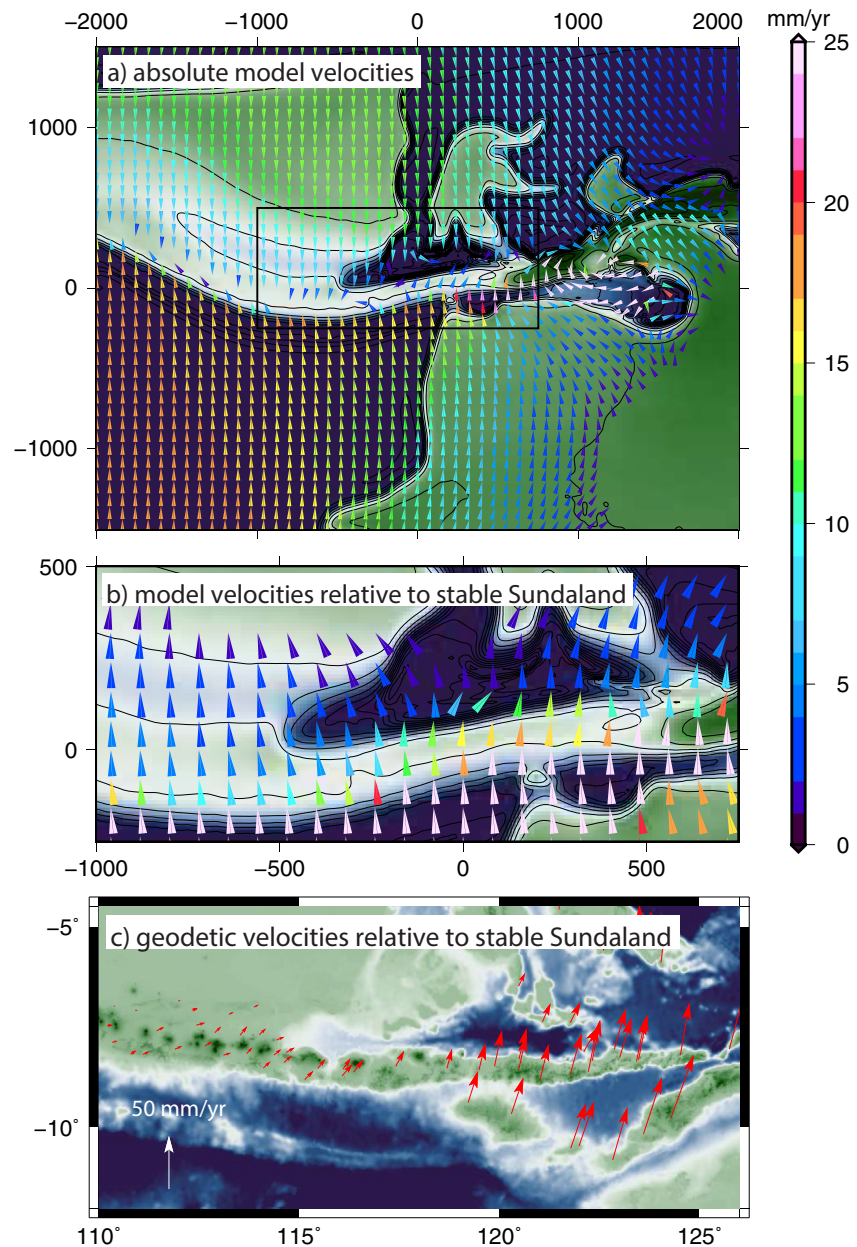 −2000 −1000 0 1000 2000
mm/yr
a) absolute model velocities
1000
0
−1000
25
20
15
10
5
0
500
b) model velocities relative to stable Sundaland
0
−1000 −500 0 500
−5˚
c) geodetic velocities relative to stable Sundaland
50 mm/yr
−10˚
110˚ 115˚ 120˚ 125˚